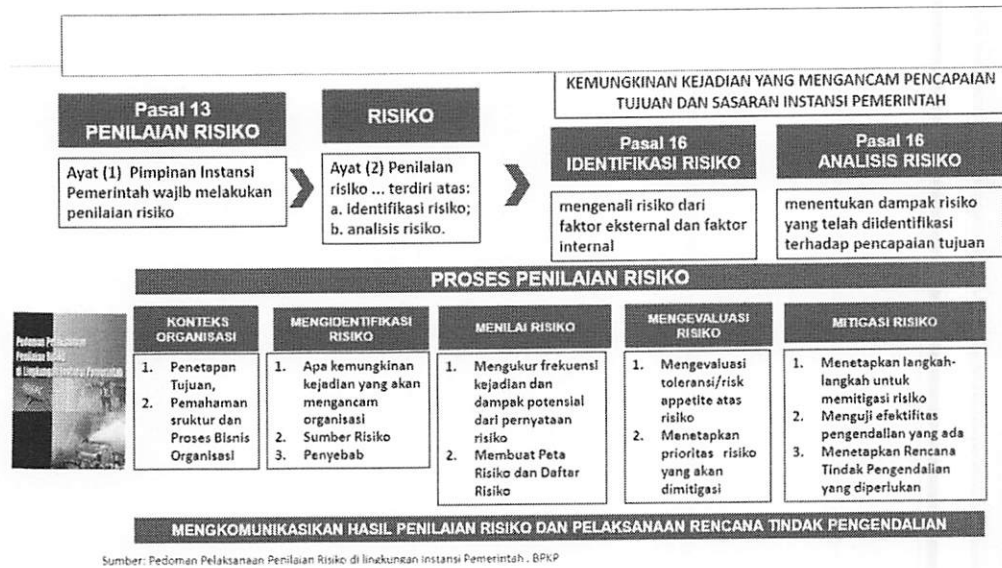 KEMUNGKINAN KEJADIAN YANG MENGANCAM PENCAPAIAN
TUJUAN DAN SASARAN INSTANSI PEMERINTAH
Pasal 13
PENILAIAN RISIKO
Ayat (1) Pimpinan Instansi
Pemerintah wajib melakukan
penilaian risiko
RISIKO
Ayat (2) Penilaian
risiko ... terdiri atas:
a. identifikasi risiko;
b. analisis risiko.
Pasal 16
IDENTIFIKASI RISIKO
mengenali risiko dari
faktor eksternal dan faktor
internal
Pasal 16
ANALISIS RISIKO
menentukan dampak risiko
yang telah diidentifikasi
terhadap pencapaian tujuan
PROSES PENILAIAN RISIKO
Pedoman Pelaksanaan
Penilaian Risiko
di Lingkungan Instansi Pemerintah
KONTEKS
ORGANISASI
1. Penetapan
Tujuan,
2. Pemahaman
sruktur dan
Proses Bisnis
Organisasi
MENGIDENTIFIKASI
RISIKO
1. Apa kemungkinan
kejadian yang akan
mengancam
organisasi
2. Sumber Risiko
3. Penyebab
MENILAI RISIKO
1. Mengukur frekuensi
kejadian dan
dampak potensial
dari pernyataan
risiko
2. Membuat Peta
Risiko dan Daftar
Risiko
MENGEVALUASI
RISIKO
1. Mengevaluasi
toleransi/risk
appetite atas
risiko
2. Menetapkan
prioritas risiko
yang akan
dimitigasi
MITIGASI RISIKO
1. Menetapkan langkah-
langkah untuk
memitigasi risiko
2. Menguji efektifitas
pengendalian yang ada
3. Menetapkan Rencana
Tindak Pengendalian
yang diperlukan
MENGKOMUNIKASIKAN HASIL PENILAIAN RISIKO DAN PELAKSANAAN RENCANA TINDAK PENGENDALIAN
Sumber: Pedoman Pelaksanaan Penilaian Risiko di lingkungan Instansi Pemerintah . BPKP